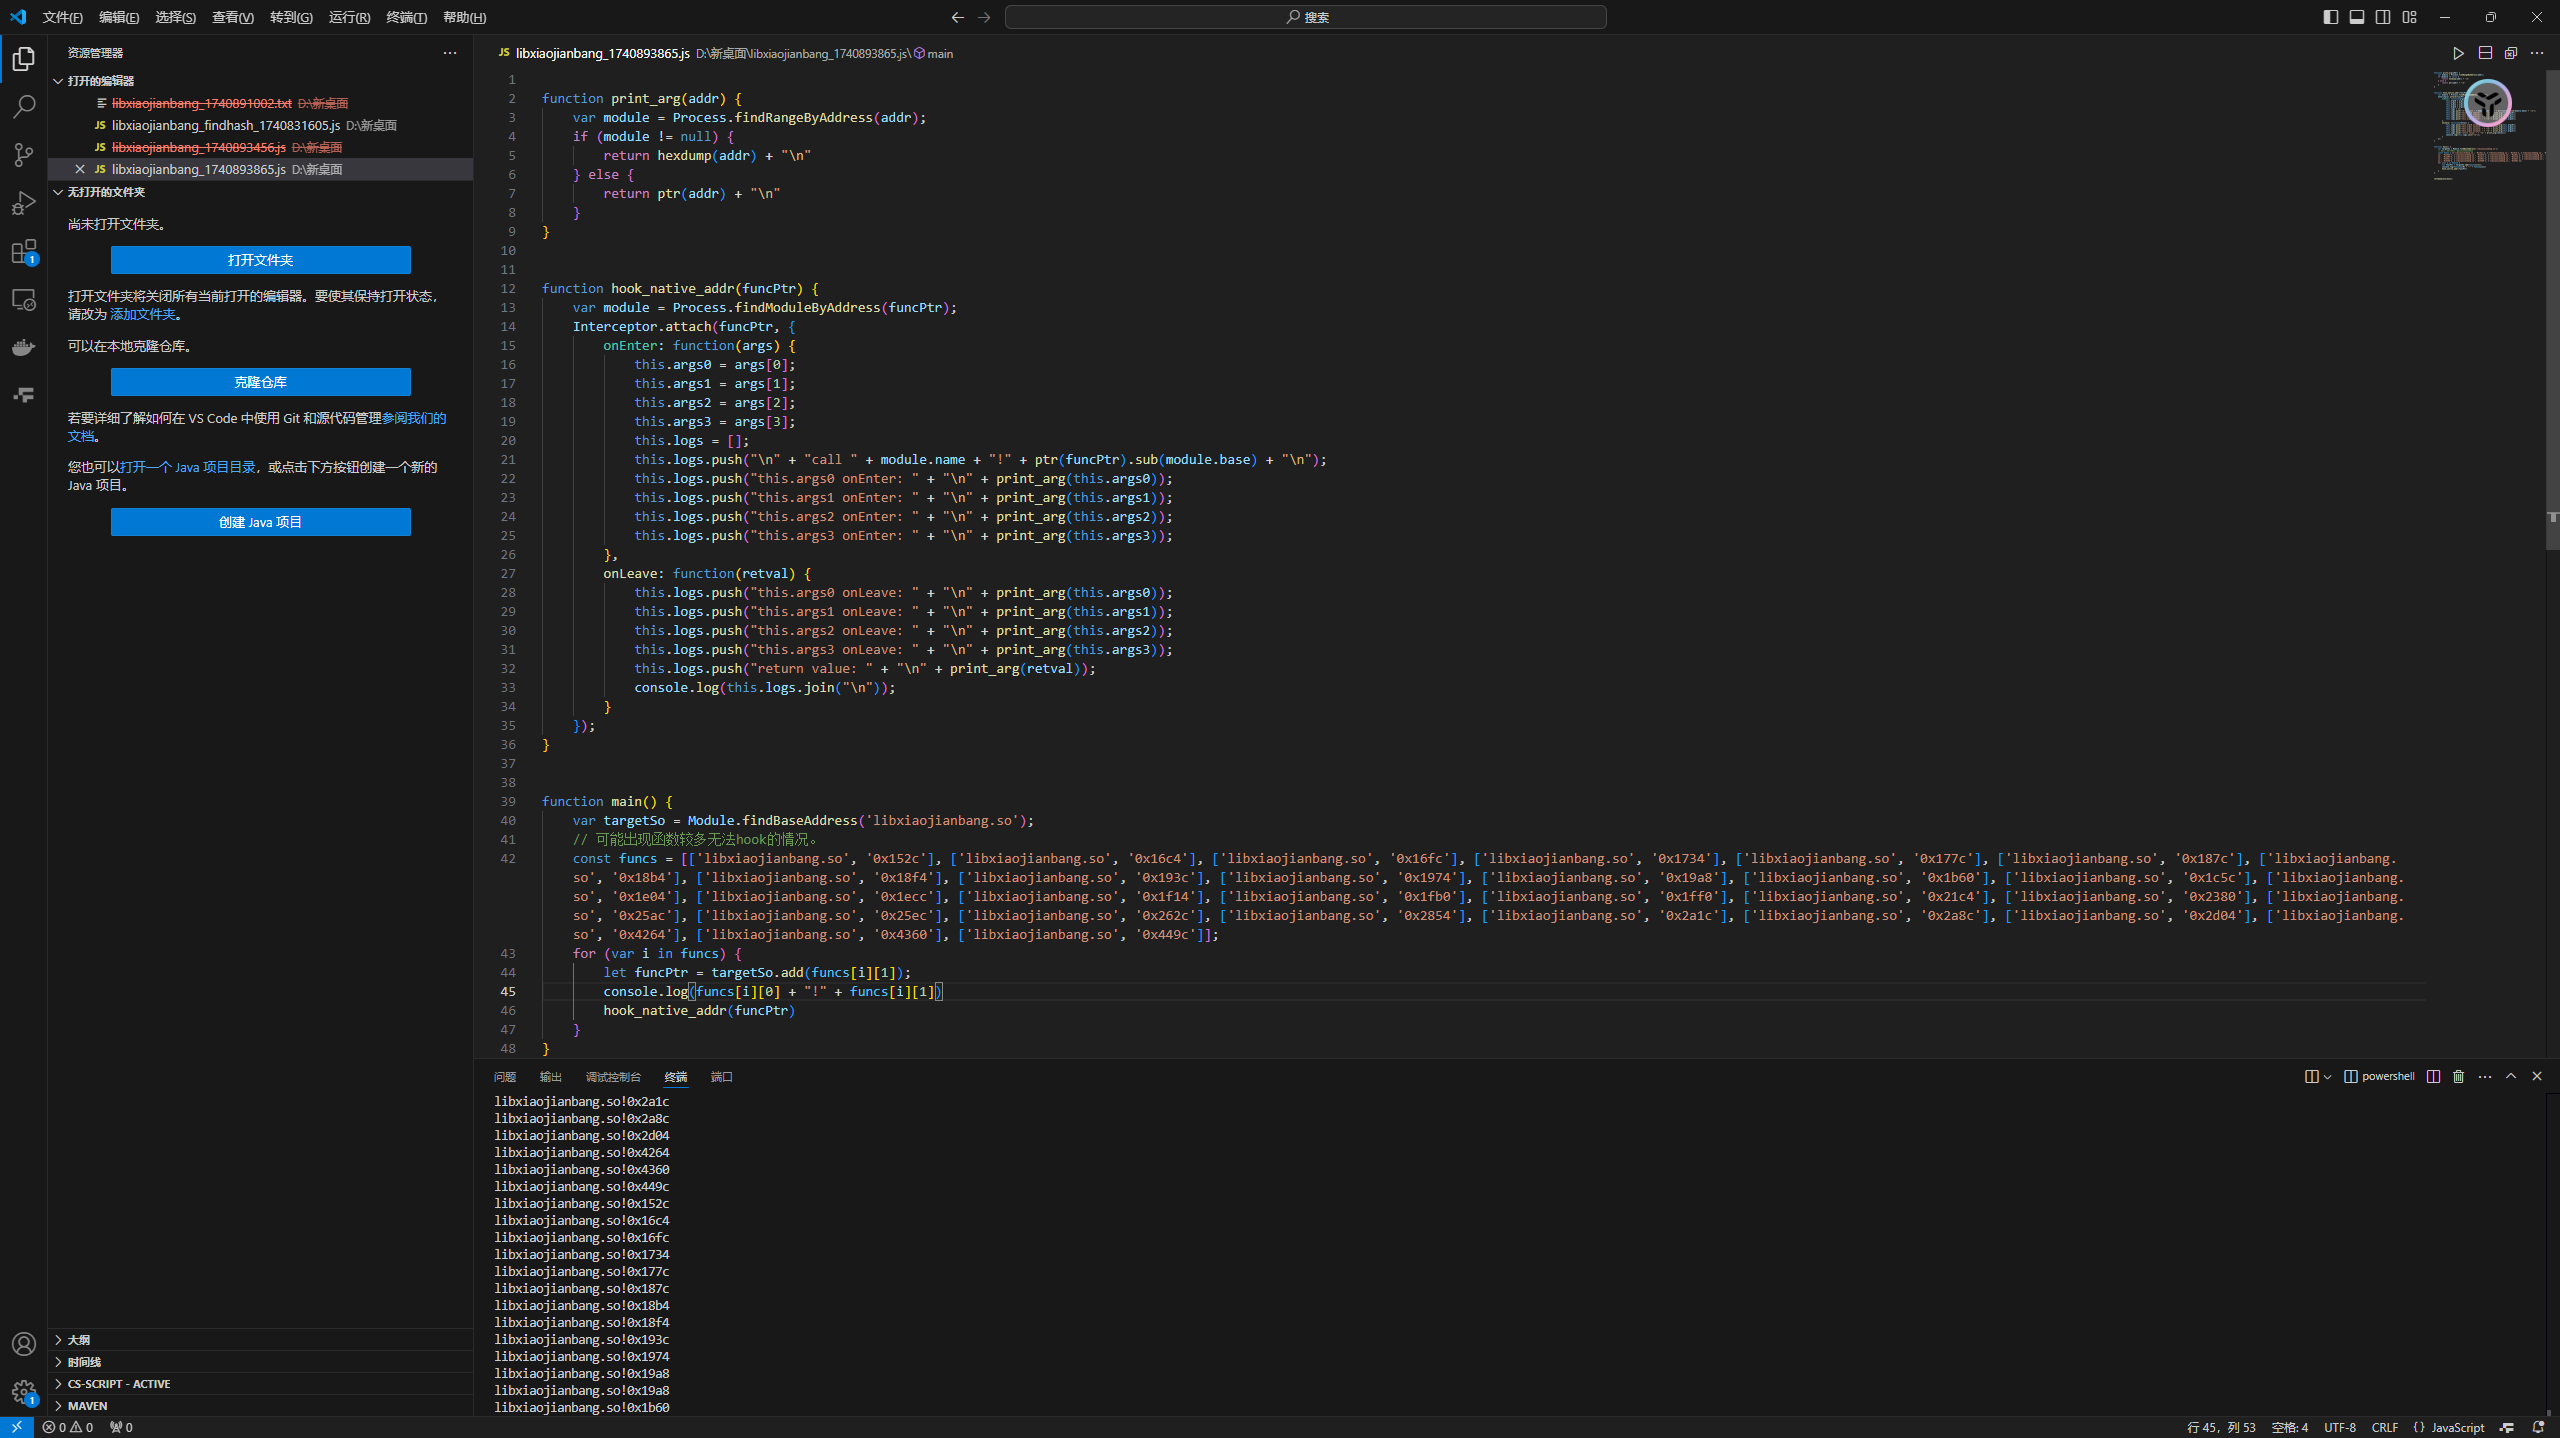 文件(F) 编辑(E) 选择(S) 查看(V) 转到(G) 运行(R) 终端(T) 帮助(H)
搜索
资源管理器
打开的编辑器
libxiaojianbang_1740891002.txt D:\新桌面
JS libxiaojianbang_findhash_1740831605.js D:\新桌面
JS libxiaojianbang_1740893456.js D:\新桌面
JS libxiaojianbang_1740893865.js D:\新桌面
无打开的文件夹
尚未打开文件夹。
打开文件夹
打开文件夹将关闭所有当前打开的编辑器。要使其保持打开状态，
请改为 添加文件夹。
可以在本地克隆仓库。
克隆仓库
若要详细了解如何在 VS Code 中使用 Git 和源代码管理参阅我们的
文档。
您也可以打开一个 Java 项目目录，或点击下方按钮创建一个新的
Java 项目。
创建 Java 项目
1
1
大纲
时间线
CS-SCRIPT - ACTIVE
MAVEN
JS libxiaojianbang_1740893865.js D:\新桌面\libxiaojianbang_1740893865.js\ main
1
2 function print_arg(addr) {
3 var module = Process.findRangeByAddress(addr);
4 if (module != null) {
5 return hexdump(addr) + "\n"
6 } else {
7 return ptr(addr) + "\n"
8 }
9 }
10
11
12 function hook_native_addr(funcPtr) {
13 var module = Process.findModuleByAddress(funcPtr);
14 Interceptor.attach(funcPtr, {
15 onEnter: function(args) {
16 this.args0 = args[0];
17 this.args1 = args[1];
18 this.args2 = args[2];
19 this.args3 = args[3];
20 this.logs = [];
21 this.logs.push("\n" + "call " + module.name + "!" + ptr(funcPtr).sub(module.base) + "\n");
22 this.logs.push("this.args0 onEnter: " + "\n" + print_arg(this.args0));
23 this.logs.push("this.args1 onEnter: " + "\n" + print_arg(this.args1));
24 this.logs.push("this.args2 onEnter: " + "\n" + print_arg(this.args2));
25 this.logs.push("this.args3 onEnter: " + "\n" + print_arg(this.args3));
26 },
27 onLeave: function(retval) {
28 this.logs.push("this.args0 onLeave: " + "\n" + print_arg(this.args0));
29 this.logs.push("this.args1 onLeave: " + "\n" + print_arg(this.args1));
30 this.logs.push("this.args2 onLeave: " + "\n" + print_arg(this.args2));
31 this.logs.push("this.args3 onLeave: " + "\n" + print_arg(this.args3));
32 this.logs.push("return value: " + "\n" + print_arg(retval));
33 console.log(this.logs.join("\n"));
34 }
35 });
36 }
37
38
39 function main() {
40 var targetSo = Module.findBaseAddress('libxiaojianbang.so');
41 // 可能出现函数较多无法hook的情况。
42 const funcs = [['libxiaojianbang.so', '0x152c'], ['libxiaojianbang.so', '0x16c4'], ['libxiaojianbang.so', '0x16fc'], ['libxiaojianbang.so', '0x1734'], ['libxiaojianbang.so', '0x177c'], ['libxiaojianbang.so', '0x187c'], ['libxiaojianbang.
so', '0x18b4'], ['libxiaojianbang.so', '0x18f4'], ['libxiaojianbang.so', '0x193c'], ['libxiaojianbang.so', '0x1974'], ['libxiaojianbang.so', '0x19a8'], ['libxiaojianbang.so', '0x1b60'], ['libxiaojianbang.so', '0x1c5c'], ['libxiaojianbang.
so', '0x1e04'], ['libxiaojianbang.so', '0x1ecc'], ['libxiaojianbang.so', '0x1f14'], ['libxiaojianbang.so', '0x1fb0'], ['libxiaojianbang.so', '0x1ff0'], ['libxiaojianbang.so', '0x21c4'], ['libxiaojianbang.so', '0x2380'], ['libxiaojianbang.
so', '0x25ac'], ['libxiaojianbang.so', '0x25ec'], ['libxiaojianbang.so', '0x262c'], ['libxiaojianbang.so', '0x2854'], ['libxiaojianbang.so', '0x2a1c'], ['libxiaojianbang.so', '0x2a8c'], ['libxiaojianbang.so', '0x2d04'], ['libxiaojianbang.
so', '0x4264'], ['libxiaojianbang.so', '0x4360'], ['libxiaojianbang.so', '0x449c']];
43 for (var i in funcs) {
44 let funcPtr = targetSo.add(funcs[i][1]);
45 console.log(funcs[i][0] + "!" + funcs[i][1])
46 hook_native_addr(funcPtr)
47 }
48 }
问题 输出 调试控制台 终端 端口
powershell
libxiaojianbang.so!0x2a1c
libxiaojianbang.so!0x2a8c
libxiaojianbang.so!0x2d04
libxiaojianbang.so!0x4264
libxiaojianbang.so!0x4360
libxiaojianbang.so!0x449c
libxiaojianbang.so!0x152c
libxiaojianbang.so!0x16c4
libxiaojianbang.so!0x16fc
libxiaojianbang.so!0x1734
libxiaojianbang.so!0x177c
libxiaojianbang.so!0x187c
libxiaojianbang.so!0x18b4
libxiaojianbang.so!0x18f4
libxiaojianbang.so!0x193c
libxiaojianbang.so!0x1974
libxiaojianbang.so!0x19a8
libxiaojianbang.so!0x19a8
libxiaojianbang.so!0x1b60
0 0 0
行 45，列 53 空格: 4 UTF-8 CRLF {} JavaScript